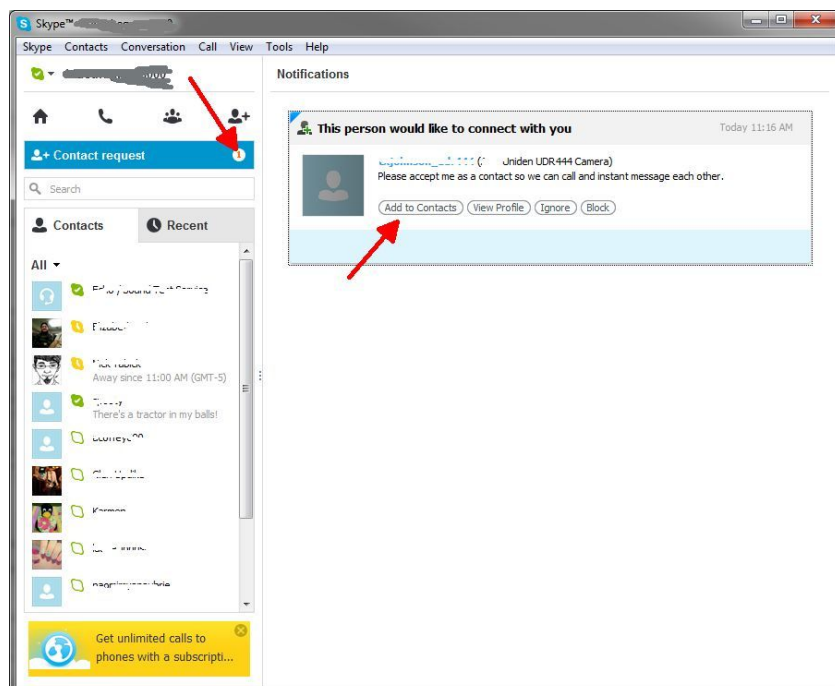 Skype™
Skype Contacts Conversation Call View Tools Help
Notifications
Contact request 1
Search
Contacts Recent
All
Away since 11:00 AM (GMT-5)
There's a tractor in my balls!
Get unlimited calls to
phones with a subscripti...
This person would like to connect with you Today 11:16 AM
Uniden UDR444 Camera)
Please accept me as a contact so we can call and instant message each other.
Add to Contacts View Profile Ignore Block